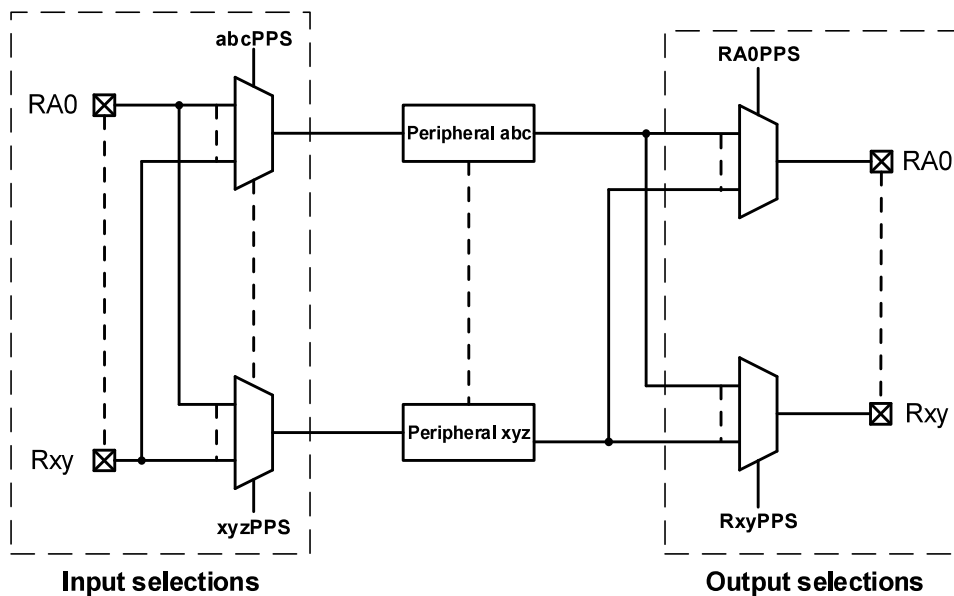 abcPPS
RA0PPS
RA0
Peripheral abc
RA0
Peripheral xyz
Rxy
Rxy
xyzPPS
RxyPPS
Input selections
Output selections